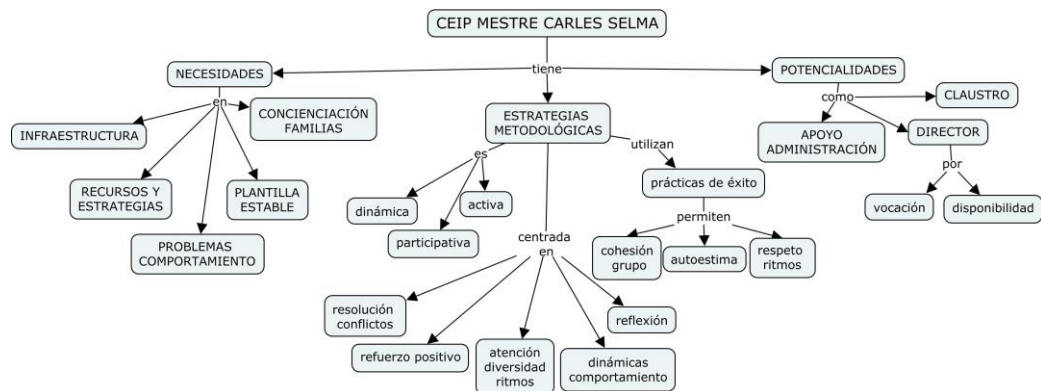 CEIP MESTRE CARLES SELMA
tiene
NECESIDADES
en
INFRAESTRUCTURA
CONCIENCIACIÓN
FAMILIAS
RECURSOS Y
ESTRATEGIAS
PLANTILLA
ESTABLE
PROBLEMAS
COMPORTAMIENTO
ESTRATEGIAS
METODOLÓGICAS
es
dinámica
participativa
activa
centrada
en
resolución
conflictos
refuerzo positivo
atención
diversidad
ritmos
dinámicas
comportamiento
reflexión
utilizan
prácticas de éxito
permiten
cohesión
grupo
autoestima
respeto
ritmos
POTENCIALIDADES
como
CLAUSTRO
APOYO
ADMINISTRACIÓN
DIRECTOR
por
vocación
disponibilidad